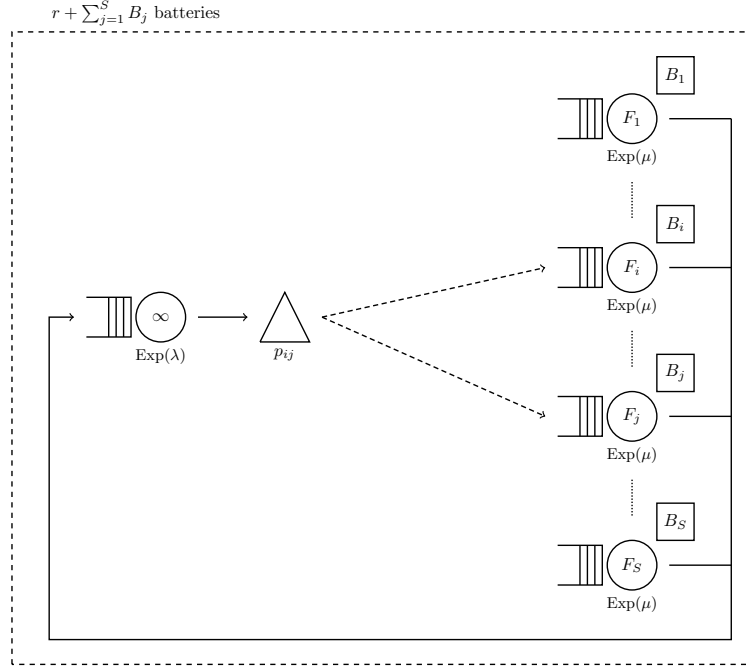 r + ∑_{j=1}^{S} B_j batteries
B_1
F_1
Exp(μ)
B_i
F_i
Exp(μ)
∞
Exp(λ)
p_{ij}
B_j
F_j
Exp(μ)
B_S
F_S
Exp(μ)